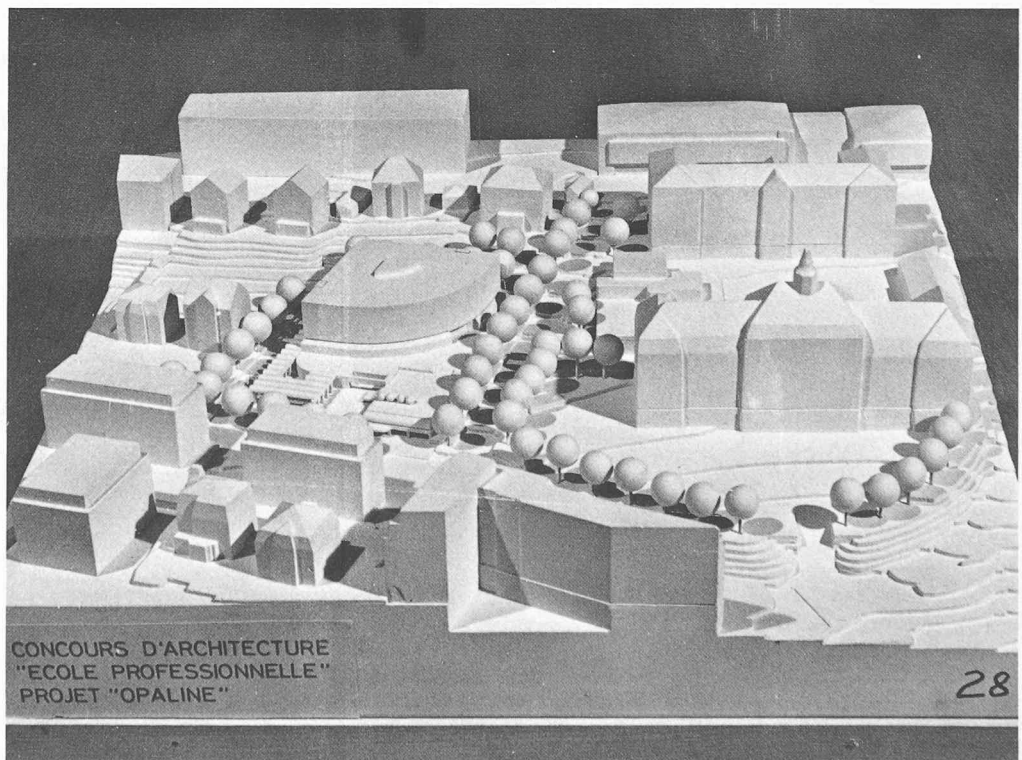 CONCOURS D'ARCHITECTURE
"ECOLE PROFESSIONNELLE"
PROJET "OPALINE"
28